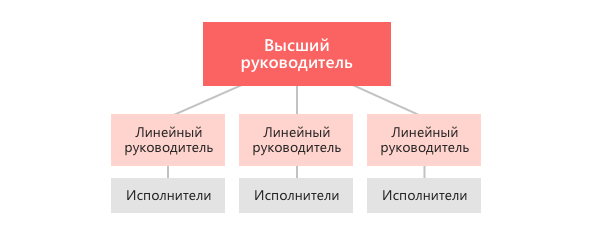 Высший
руководитель
Линейный
руководитель
Линейный
руководитель
Линейный
руководитель
Исполнители
Исполнители
Исполнители